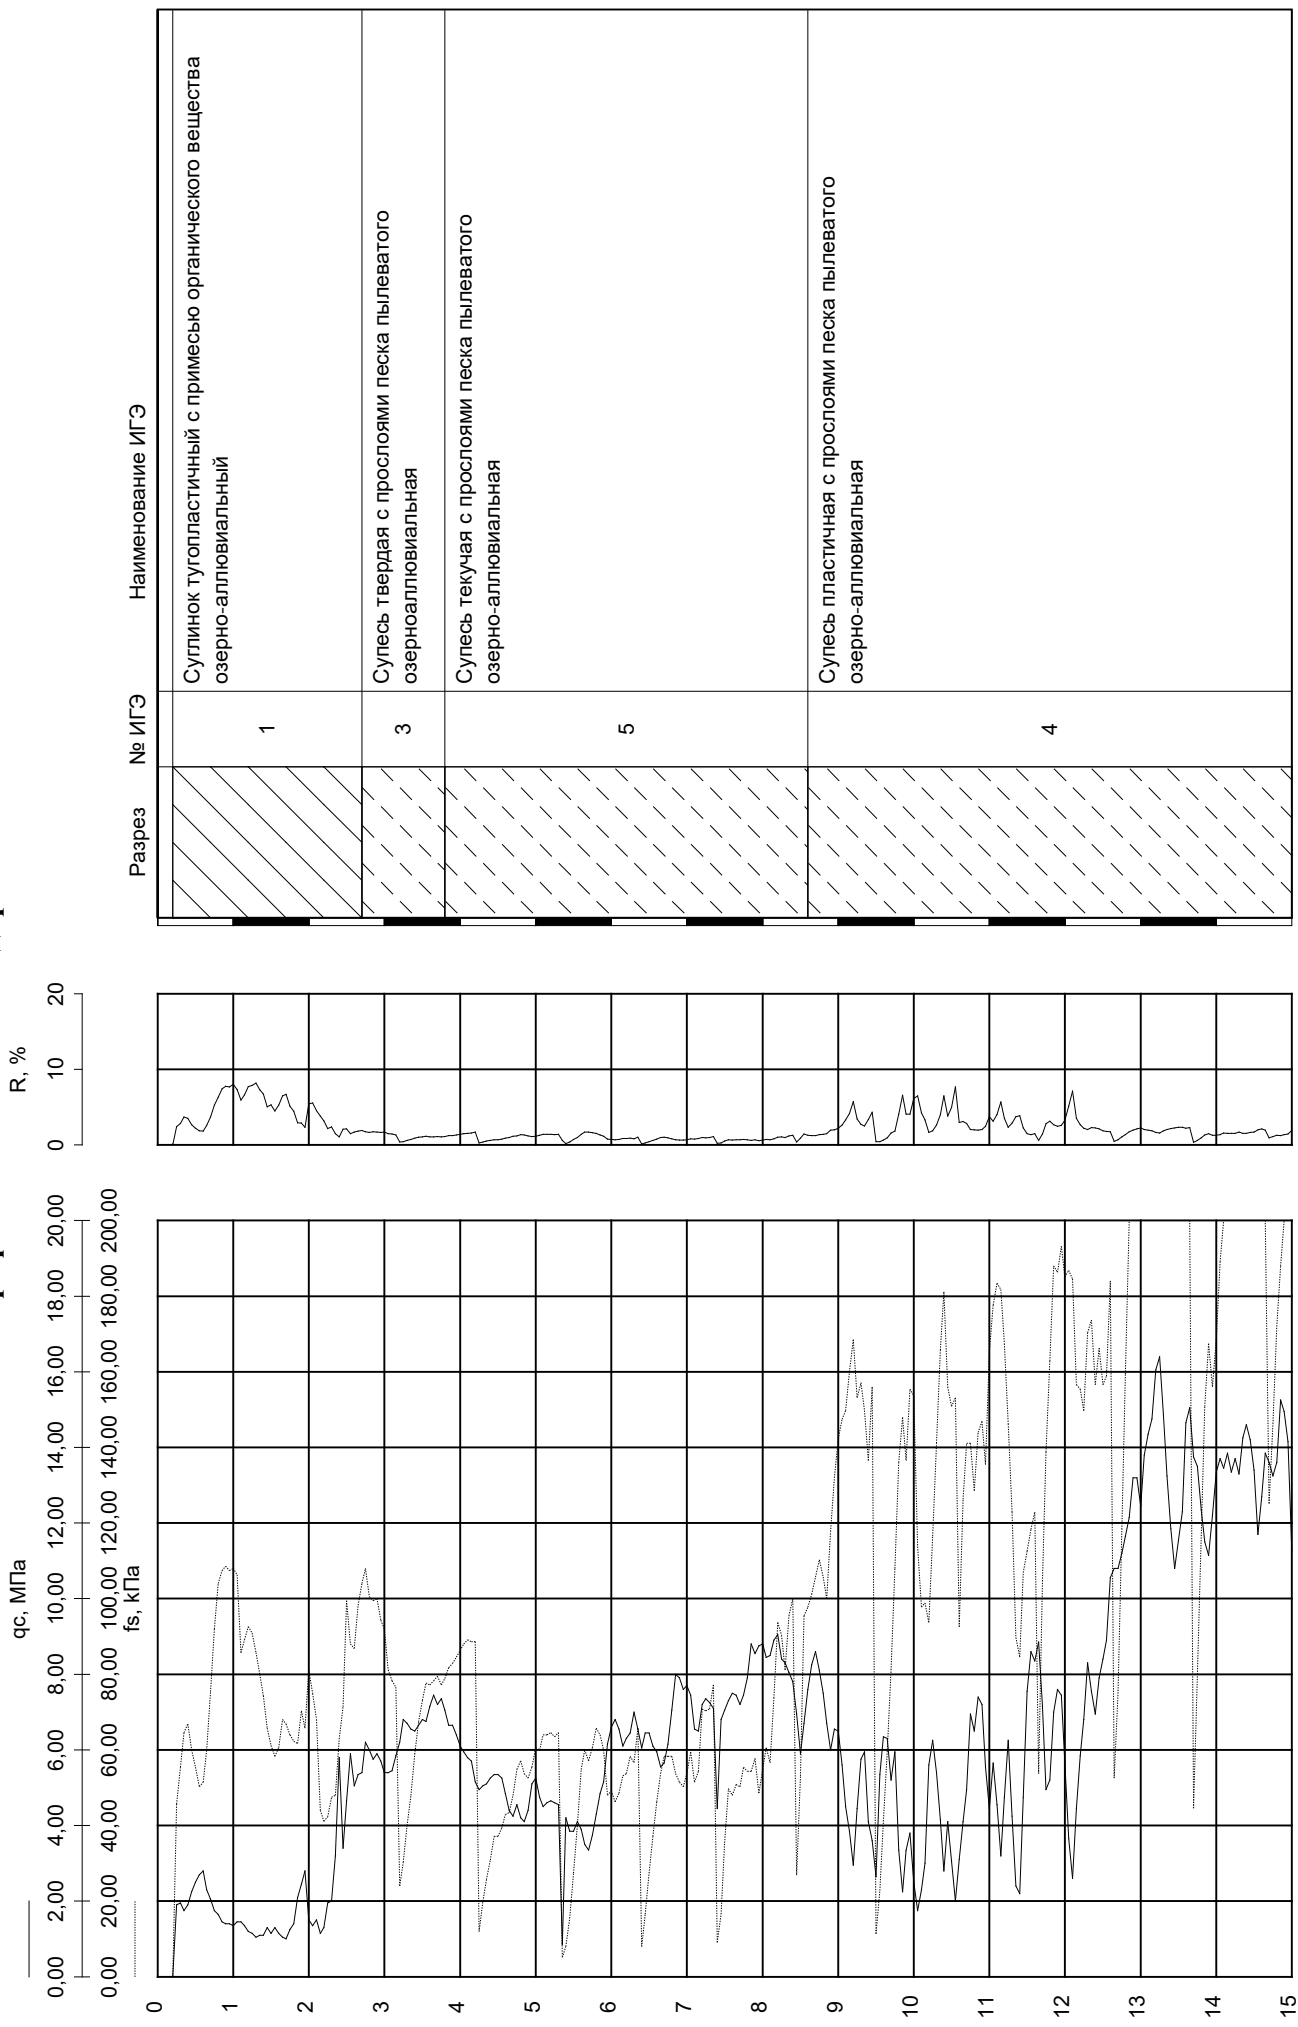 qc, МПа
0,00 2,00 4,00 6,00 8,00 10,00 12,00 14,00 16,00 18,00 20,00
0,00 20,00 40,00 60,00 80,00 100,00 120,00 140,00 160,00 180,00 200,00
fs, кПа
R, %
0 10 20
Разрез
№ ИГЭ
Наименование ИГЭ
0
1
2
3
4
5
6
7
8
9
10
11
12
13
14
15
1
Суглинок тугопластичный с примесью органического вещества
озерно-аллювиальный
3
Супесь твердая с прослоями песка пылеватого
озерноаллювиальная
5
Супесь текучая с прослоями песка пылеватого
озерно-аллювиальная
4
Супесь пластичная с прослоями песка пылеватого
озерно-аллювиальная